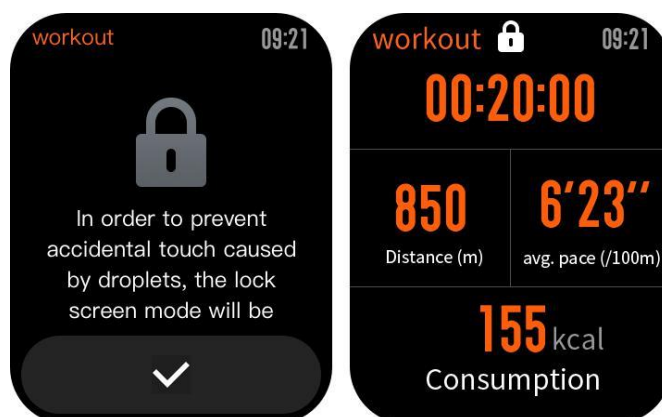 workout 09:21
In order to prevent
accidental touch caused
by droplets, the lock
screen mode will be
workout 09:21
00:20:00
850 6'23''
Distance (m) avg. pace (/100m)
155 kcal
Consumption